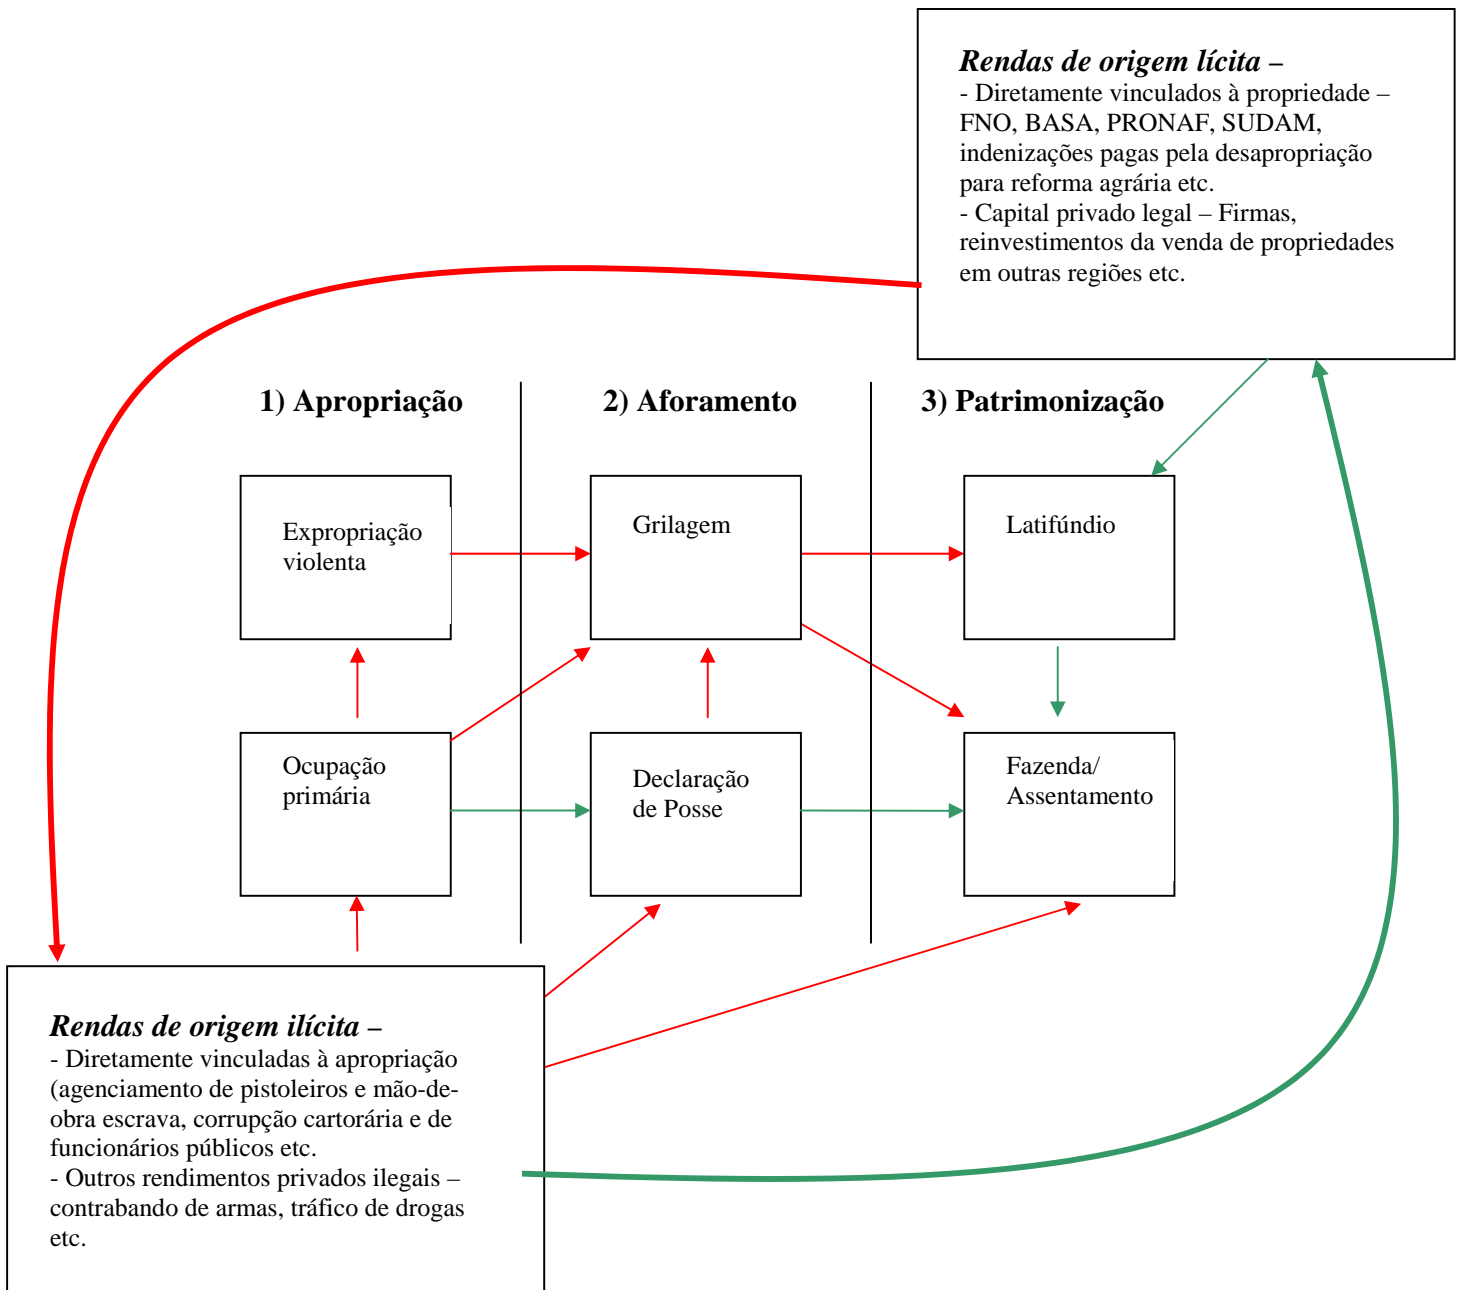 Rendas de origem lícita –
- Diretamente vinculados à propriedade –
FNO, BASA, PRONAF, SUDAM,
indenizações pagas pela desapropriação
para reforma agrária etc.
- Capital privado legal – Firmas,
reinvestimentos da venda de propriedades
em outras regiões etc.
1) Apropriação
2) Aforamento
3) Patrimonização
Expropriação
violenta
Grilagem
Latifúndio
Ocupação
primária
Declaração
de Posse
Fazenda/
Assentamento
Rendas de origem ilícita –
- Diretamente vinculadas à apropriação
(agenciamento de pistoleiros e mão-de-
obra escrava, corrupção cartorária e de
funcionários públicos etc.
- Outros rendimentos privados ilegais –
contrabando de armas, tráfico de drogas
etc.